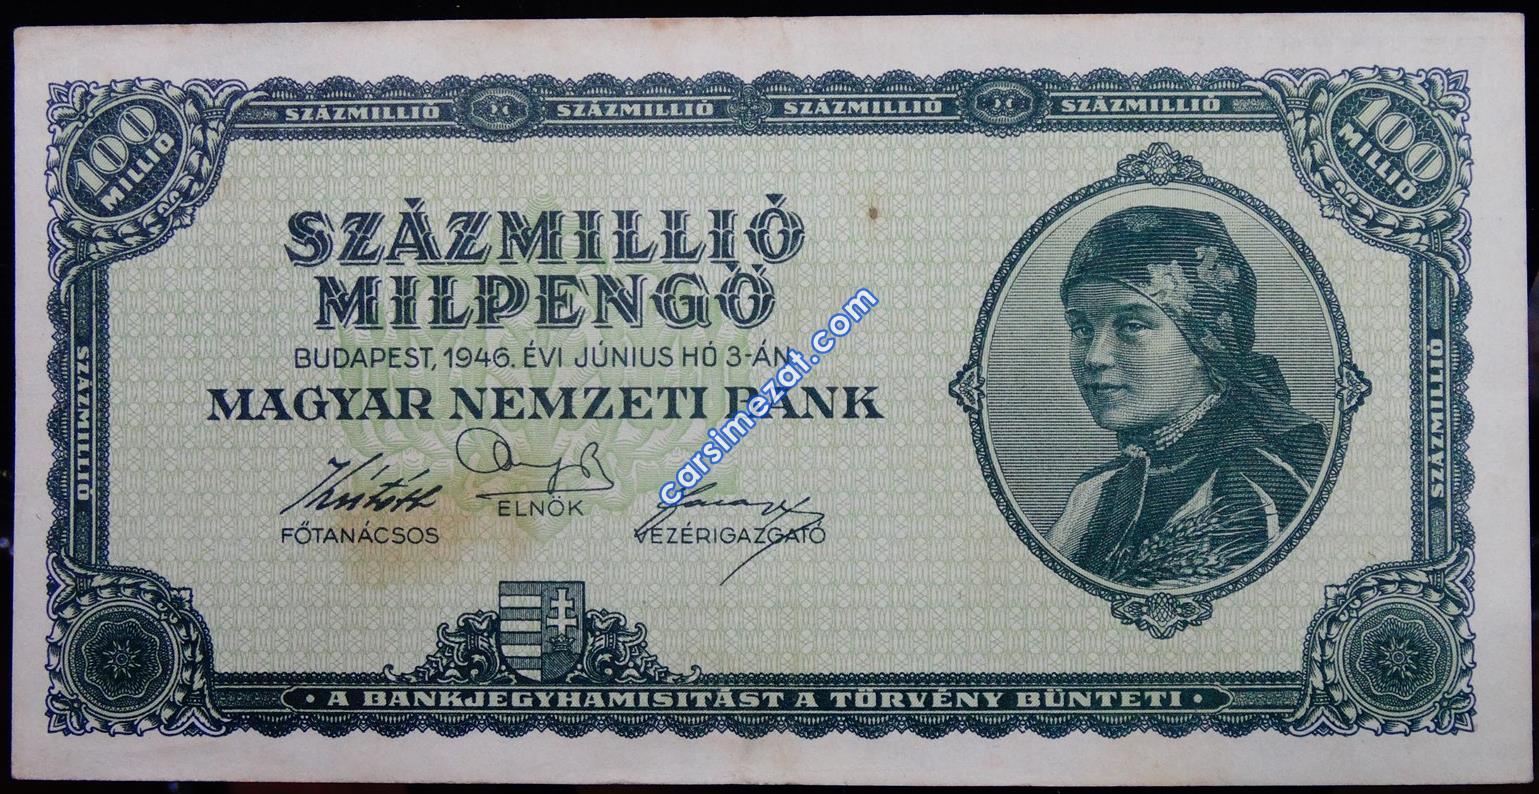 SZÁZMILLIÓ SZÁZMILLIÓ SZÁZMILLIÓ SZÁZMILLIÓ
100 MILLIÓ
100 MILLIÓ
SZÁZMILLIÓ
MILPENGŐ
BUDAPEST, 1946. ÉVI JÚNIUS HÓ 3-ÁN
MAGYAR NEMZETI BANK
carsimezat.com
ELNÖK
FŐTANÁCSOS
VEZÉRIGAZGATÓ
SZÁZMILLIÓ
SZÁZMILLIÓ
· A BANKJEGYHAMISITÁST A TÖRVÉNY BÜNTETI ·